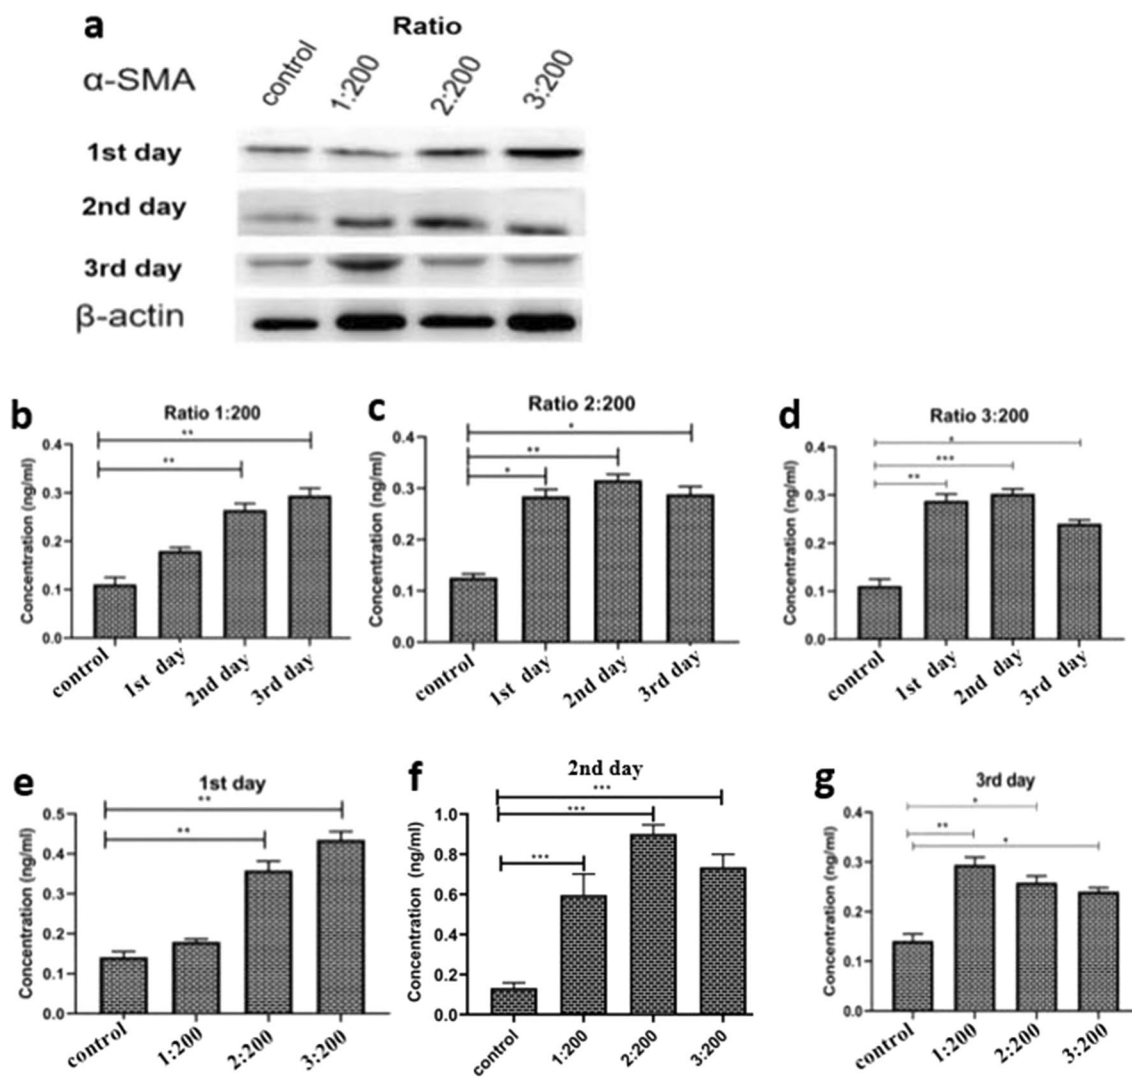 a
Ratio
α-SMA
control 1:200 2:200 3:200
1st day
2nd day
3rd day
β-actin
b
Ratio 1:200
**
**
Concentration (ng/ml)
0.4
0.3
0.2
0.1
0.0
control 1st day 2nd day 3rd day
c
Ratio 2:200
*
**
*
Concentration (ng/ml)
0.4
0.3
0.2
0.1
0.0
control 1st day 2nd day 3rd day
d
Ratio 3:200
*
***
**
Concentration (ng/ml)
0.4
0.3
0.2
0.1
0.0
control 1st day 2nd day 3rd day
e
1st day
**
**
Concentration (ng/ml)
0.5
0.4
0.3
0.2
0.1
0.0
control 1:200 2:200 3:200
f
2nd day
***
***
***
Concentration (ng/ml)
1.0
0.8
0.6
0.4
0.2
0.0
control 1:200 2:200 3:200
g
3rd day
*
**
*
Concentration (ng/ml)
0.4
0.3
0.2
0.1
0.0
control 1:200 2:200 3:200